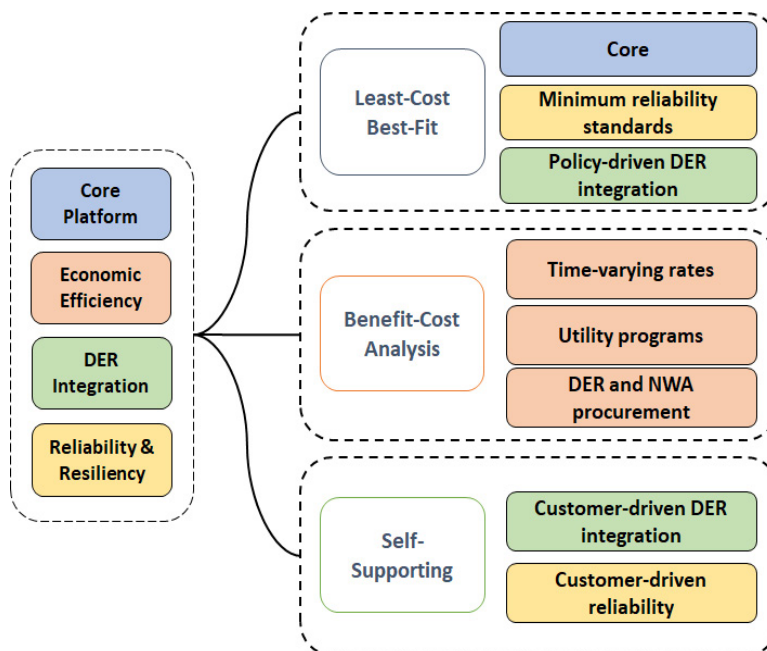 Core
Platform
Economic
Efficiency
DER
Integration
Reliability &
Resiliency
Least-Cost
Best-Fit
Core
Minimum reliability
standards
Policy-driven DER
integration
Benefit-Cost
Analysis
Time-varying rates
Utility programs
DER and NWA
procurement
Self-
Supporting
Customer-driven DER
integration
Customer-driven
reliability